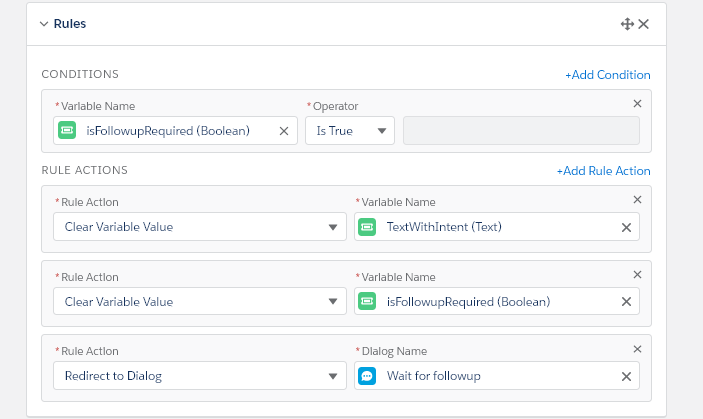 Rules
CONDITIONS
+Add Condition
*Variable Name
*Operator
isFollowupRequired (Boolean)
Is True
RULE ACTIONS
+Add Rule Action
*Rule Action
*Variable Name
Clear Variable Value
TextWithIntent (Text)
*Rule Action
*Variable Name
Clear Variable Value
isFollowupRequired (Boolean)
*Rule Action
*Dialog Name
Redirect to Dialog
Wait for followup